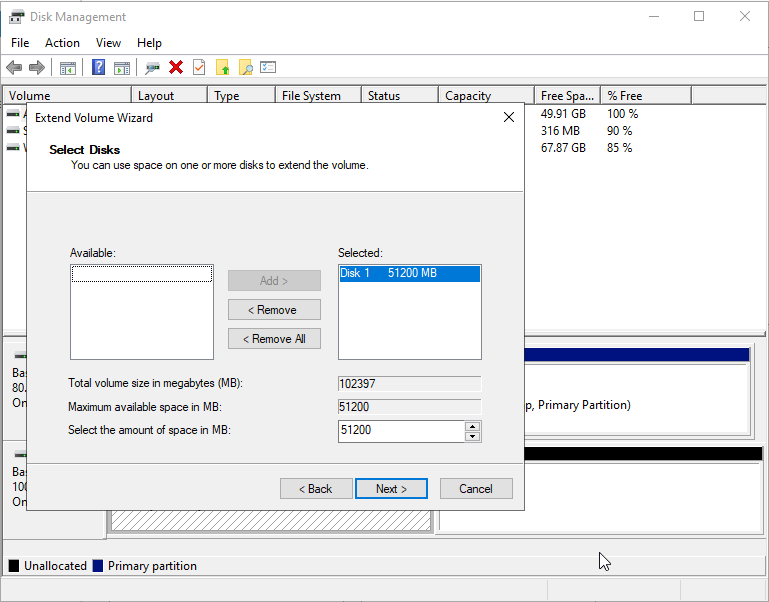 Disk Management
File Action View Help
Volume Layout Type File System Status Capacity Free Spa... % Free
49.91 GB 100 %
316 MB 90 %
67.87 GB 85 %
Extend Volume Wizard
Select Disks
You can use space on one or more disks to extend the volume.
Available:
Selected:
Disk 1 51200 MB
Add >
< Remove
< Remove All
Total volume size in megabytes (MB): 102397
Maximum available space in MB: 51200
Select the amount of space in MB: 51200
< Back Next > Cancel
Bas
80.
On
p, Primary Partition)
Bas
100
On
Unallocated Primary partition